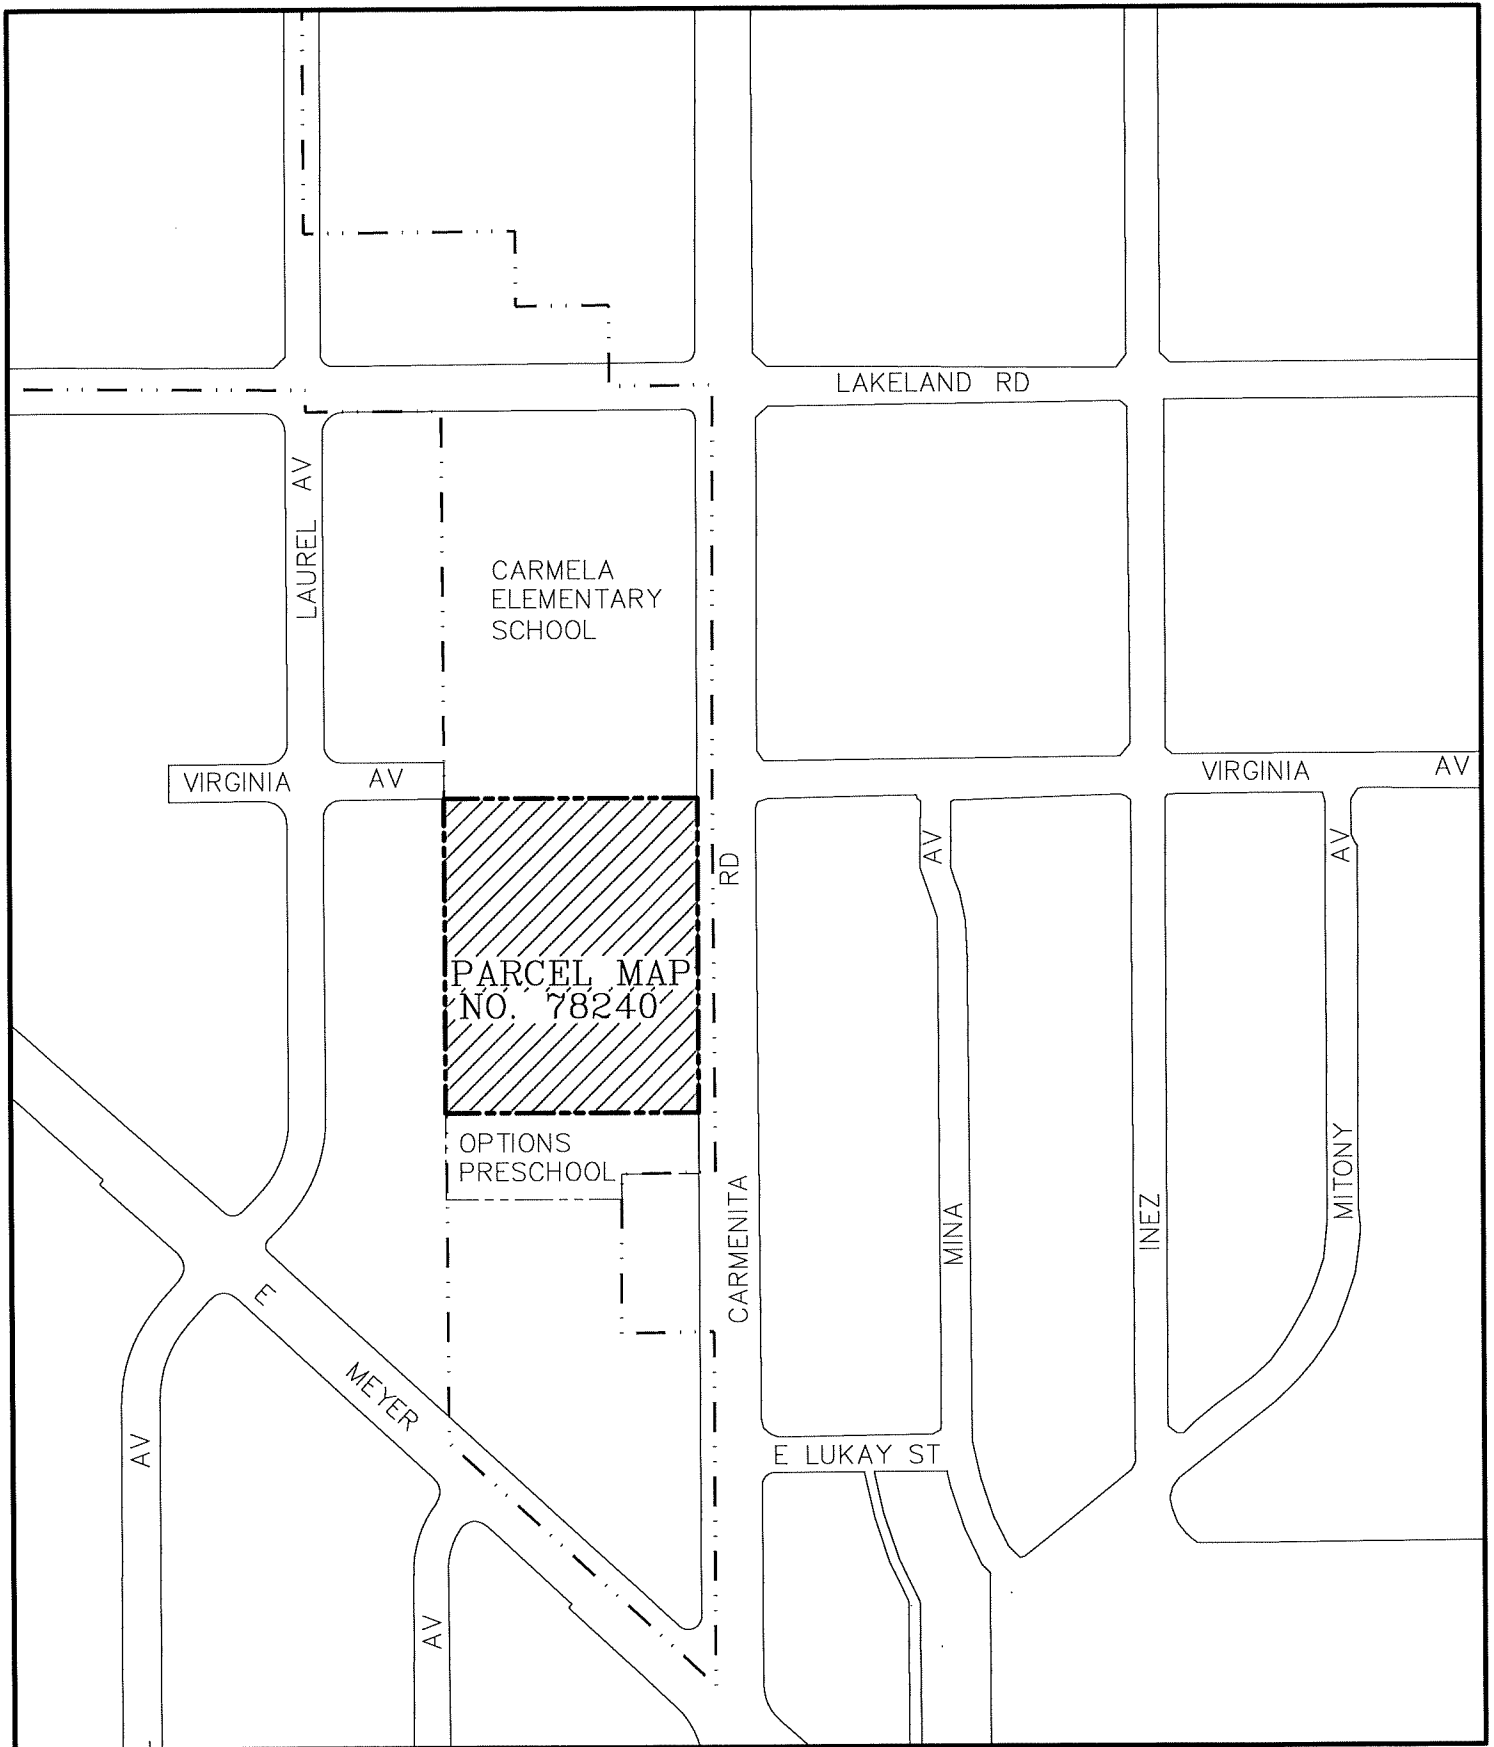 LAKELAND RD
LAUREL AV
CARMELA
ELEMENTARY
SCHOOL
VIRGINIA AV
VIRGINIA AV
CARMENITA RD
MINA AV
INEZ
MITONY AV
PARCEL MAP
NO. 78240
OPTIONS
PRESCHOOL
E MEYER
E LUKAY ST
AV
AV